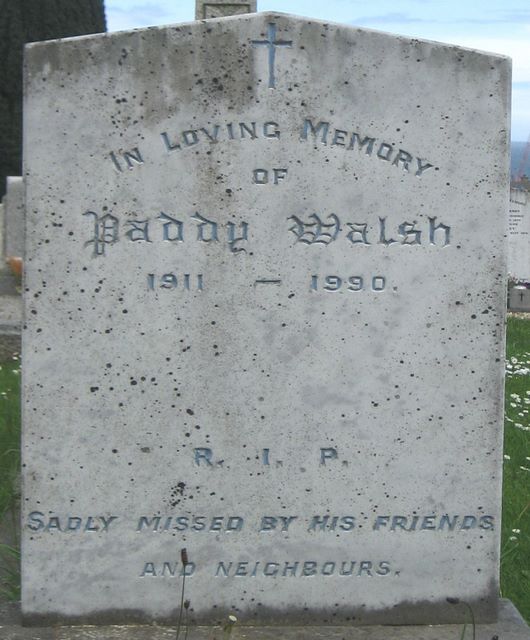 In Loving Memory
OF
Paddy Walsh.
1911 — 1990.
R. I. P.
Sadly missed by his friends
and neighbours.